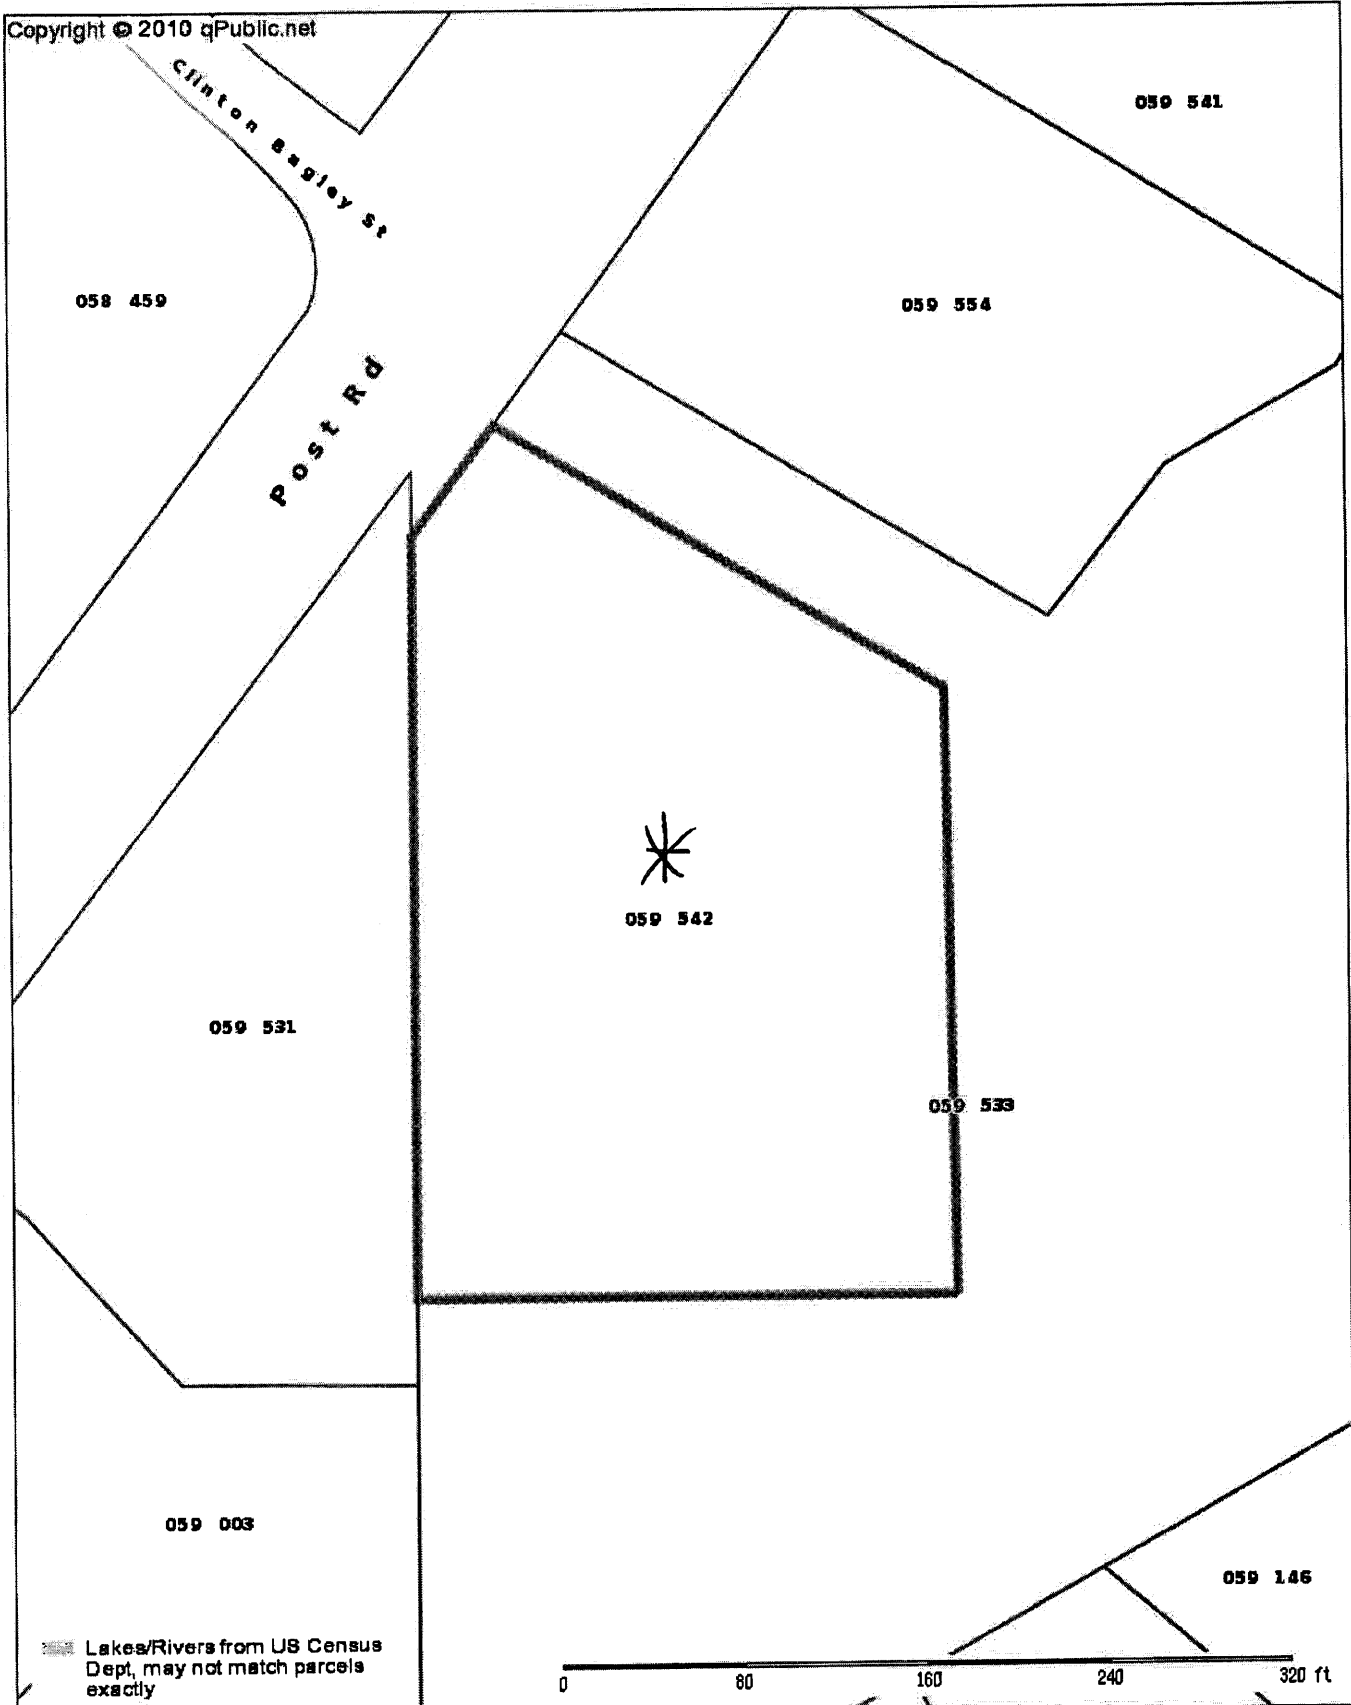 Copyright © 2010 qPublic.net
Clinton Bagley St
059 541
058 459
059 554
Post Rd
059 542
059 531
059 533
059 003
059 146
Lakes/Rivers from US Census
Dept, may not match parcels
exactly
0 80 160 240 320 ft